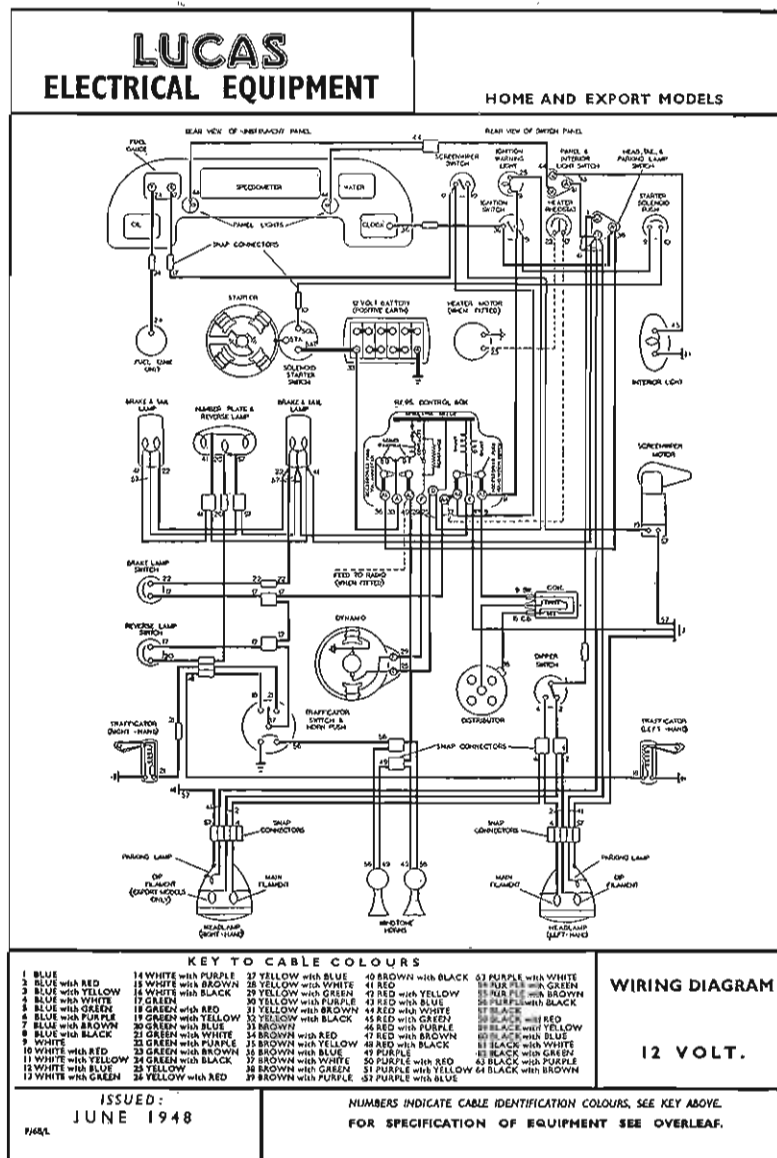 LUCAS
ELECTRICAL EQUIPMENT
HOME AND EXPORT MODELS
REAR VIEW OF INSTRUMENT PANEL
REAR VIEW OF SWITCH PANEL
FUEL
GAUGE
SPEEDOMETER
WATER
OIL
CLOCK
PANEL LIGHTS
SNAP CONNECTORS
SCREENWIPER
SWITCH
IGNITION
WARNING
LIGHT
PANEL &
INTERIOR
LIGHT SWITCH
HEAD, TAIL, &
PARKING LAMP
SWITCH
IGNITION
SWITCH
HEATER
RHEOSTAT
STARTER
SOLENOID
PUSH
STARTER
12 VOLT BATTERY
(POSITIVE EARTH)
HEATER MOTOR
(WHEN FITTED)
FUEL TANK
UNIT
SOLENOID
STARTER
SWITCH
INTERIOR LIGHT
BRAKE & TAIL
LAMP
NUMBER PLATE &
REVERSE LAMP
BRAKE & TAIL
LAMP
CONTROL BOX
SCREENWIPER
MOTOR
BRAKE LAMP
SWITCH
FEED TO RADIO
(WHEN FITTED)
COIL
REVERSE LAMP
SWITCH
DYNAMO
DIPPER
SWITCH
TRAFFICATOR
SWITCH &
HORN PUSH
DISTRIBUTOR
TRAFFICATOR
(RIGHT-HAND)
TRAFFICATOR
(LEFT-HAND)
SNAP CONNECTORS
SNAP
CONNECTORS
SNAP
CONNECTORS
PARKING LAMP
PARKING LAMP
DIP
FILAMENT
(EXPORT MODELS
ONLY)
MAIN
FILAMENT
MAIN
FILAMENT
DIP
FILAMENT
HEADLAMP
(RIGHT-HAND)
WINDTONE
HORNS
HEADLAMP
(LEFT-HAND)
KEY TO CABLE COLOURS
1 BLUE
2 BLUE with RED
3 BLUE with YELLOW
4 BLUE with WHITE
5 BLUE with GREEN
6 BLUE with PURPLE
7 BLUE with BROWN
8 BLUE with BLACK
9 WHITE
10 WHITE with RED
11 WHITE with YELLOW
12 WHITE with BLUE
13 WHITE with GREEN
14 WHITE with PURPLE
15 WHITE with BROWN
16 WHITE with BLACK
17 GREEN
18 GREEN with RED
19 GREEN with YELLOW
20 GREEN with BLUE
21 GREEN with WHITE
22 GREEN with PURPLE
23 GREEN with BROWN
24 GREEN with BLACK
25 YELLOW
26 YELLOW with RED
27 YELLOW with BLUE
28 YELLOW with WHITE
29 YELLOW with GREEN
30 YELLOW with PURPLE
31 YELLOW with BROWN
32 YELLOW with BLACK
33 BROWN
34 BROWN with RED
35 BROWN with YELLOW
36 BROWN with BLUE
37 BROWN with WHITE
38 BROWN with GREEN
39 BROWN with PURPLE
40 BROWN with BLACK
41 RED
42 RED with YELLOW
43 RED with BLUE
44 RED with WHITE
45 RED with GREEN
46 RED with PURPLE
47 RED with BROWN
48 RED with BLACK
49 PURPLE
50 PURPLE with RED
51 PURPLE with YELLOW
52 PURPLE with BLUE
53 PURPLE with WHITE
54 PURPLE with GREEN
55 PURPLE with BROWN
56 PURPLE with BLACK
57 BLACK
58 BLACK with RED
59 BLACK with YELLOW
60 BLACK with BLUE
61 BLACK with WHITE
62 BLACK with GREEN
63 BLACK with PURPLE
64 BLACK with BROWN
WIRING DIAGRAM
12 VOLT.
ISSUED:
JUNE 1948
NUMBERS INDICATE CABLE IDENTIFICATION COLOURS, SEE KEY ABOVE.
FOR SPECIFICATION OF EQUIPMENT SEE OVERLEAF.